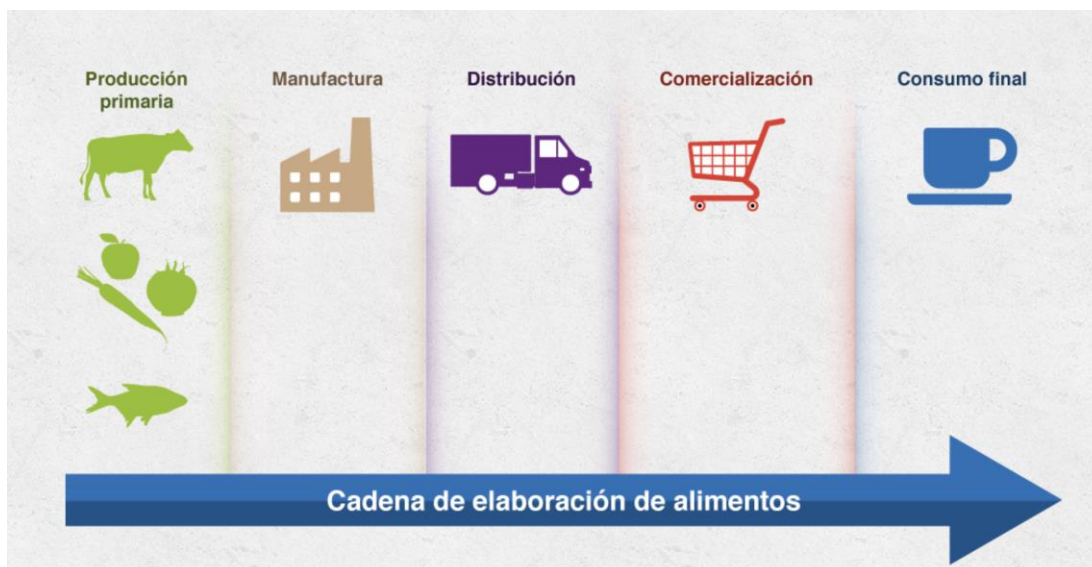 Producción
primaria
Manufactura
Distribución
Comercialización
Consumo final
Cadena de elaboración de alimentos